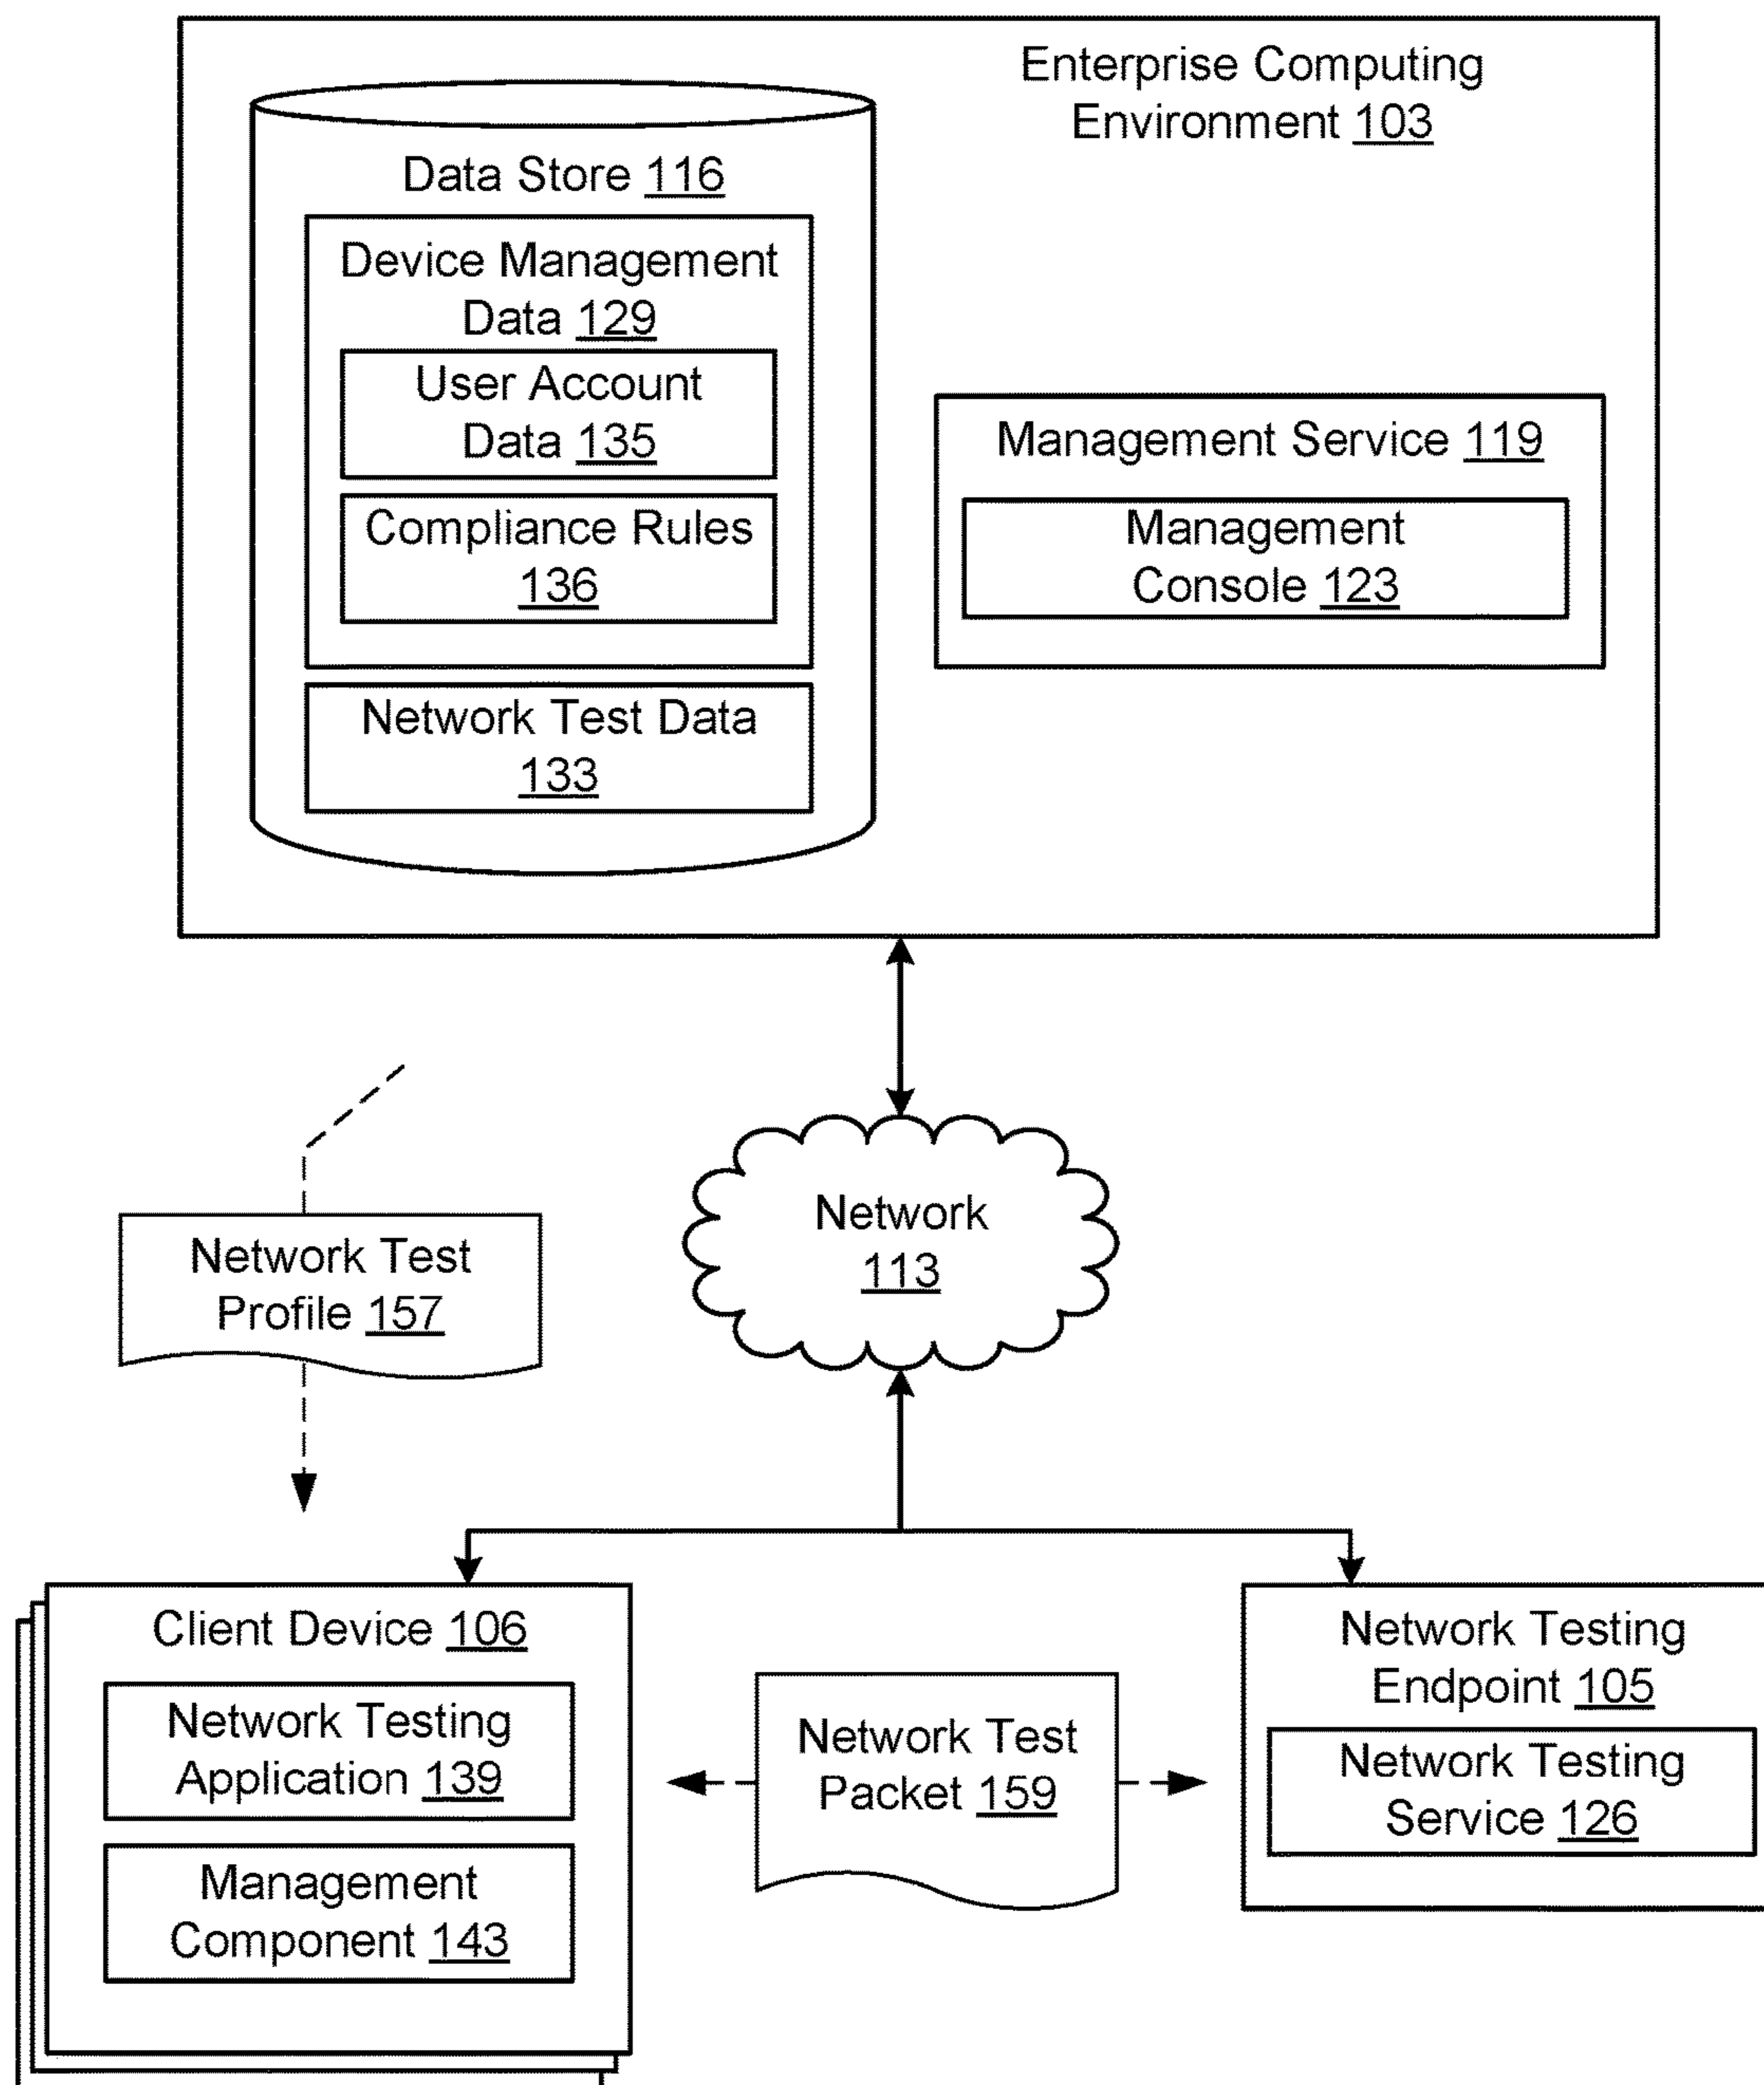 Enterprise Computing
Environment 103
Data Store 116
Device Management
Data 129
User Account
Data 135
Compliance Rules
136
Network Test Data
133
Management Service 119
Management
Console 123
Network
113
Network Test
Profile 157
Client Device 106
Network Testing
Application 139
Management
Component 143
Network Test
Packet 159
Network Testing
Endpoint 105
Network Testing
Service 126